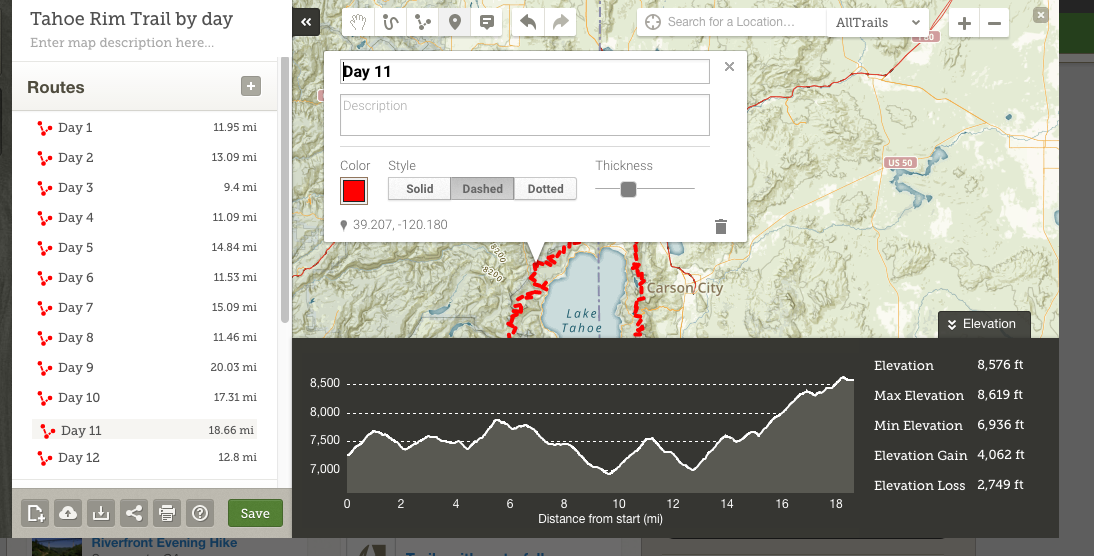 Tahoe Rim Trail by day
Enter map description here...
Routes
Day 1 11.95 mi
Day 2 13.09 mi
Day 3 9.4 mi
Day 4 11.09 mi
Day 5 14.84 mi
Day 6 11.53 mi
Day 7 15.09 mi
Day 8 11.46 mi
Day 9 20.03 mi
Day 10 17.31 mi
Day 11 18.66 mi
Day 12 12.8 mi
Save
Search for a Location...
AllTrails
Day 11
Description
Color Style Thickness
Solid Dashed Dotted
39.207, -120.180
US 50
8200
8200
Carson City
Lake
Tahoe
Elevation
8,500
8,000
7,500
7,000
0 2 4 6 8 10 12 14 16 18
Distance from start (mi)
Elevation 8,576 ft
Max Elevation 8,619 ft
Min Elevation 6,936 ft
Elevation Gain 4,062 ft
Elevation Loss 2,749 ft
Riverfront Evening Hike